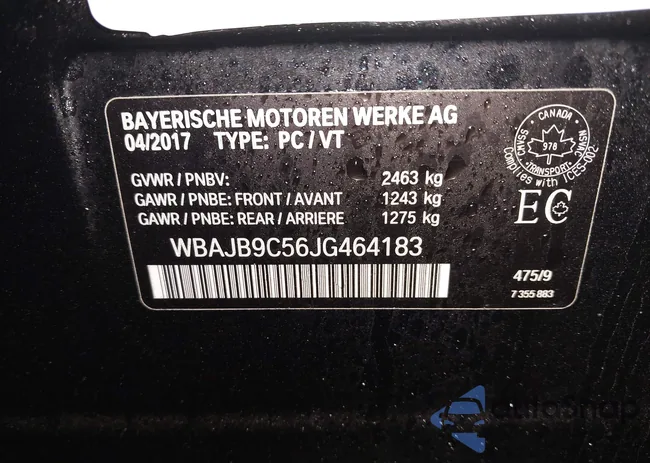 BAYERISCHE MOTOREN WERKE AG
04/2017 TYPE: PC / VT
GVWR / PNBV: 2463 kg
GAWR / PNBE: FRONT / AVANT 1243 kg
GAWR / PNBE: REAR / ARRIERE 1275 kg
WBAJB9C56JG464183
475/9
7 355 883
CANADA
CMVSS NSVAC
978
TRANSPORT
Complies with ICES-002
EC
autoSnap